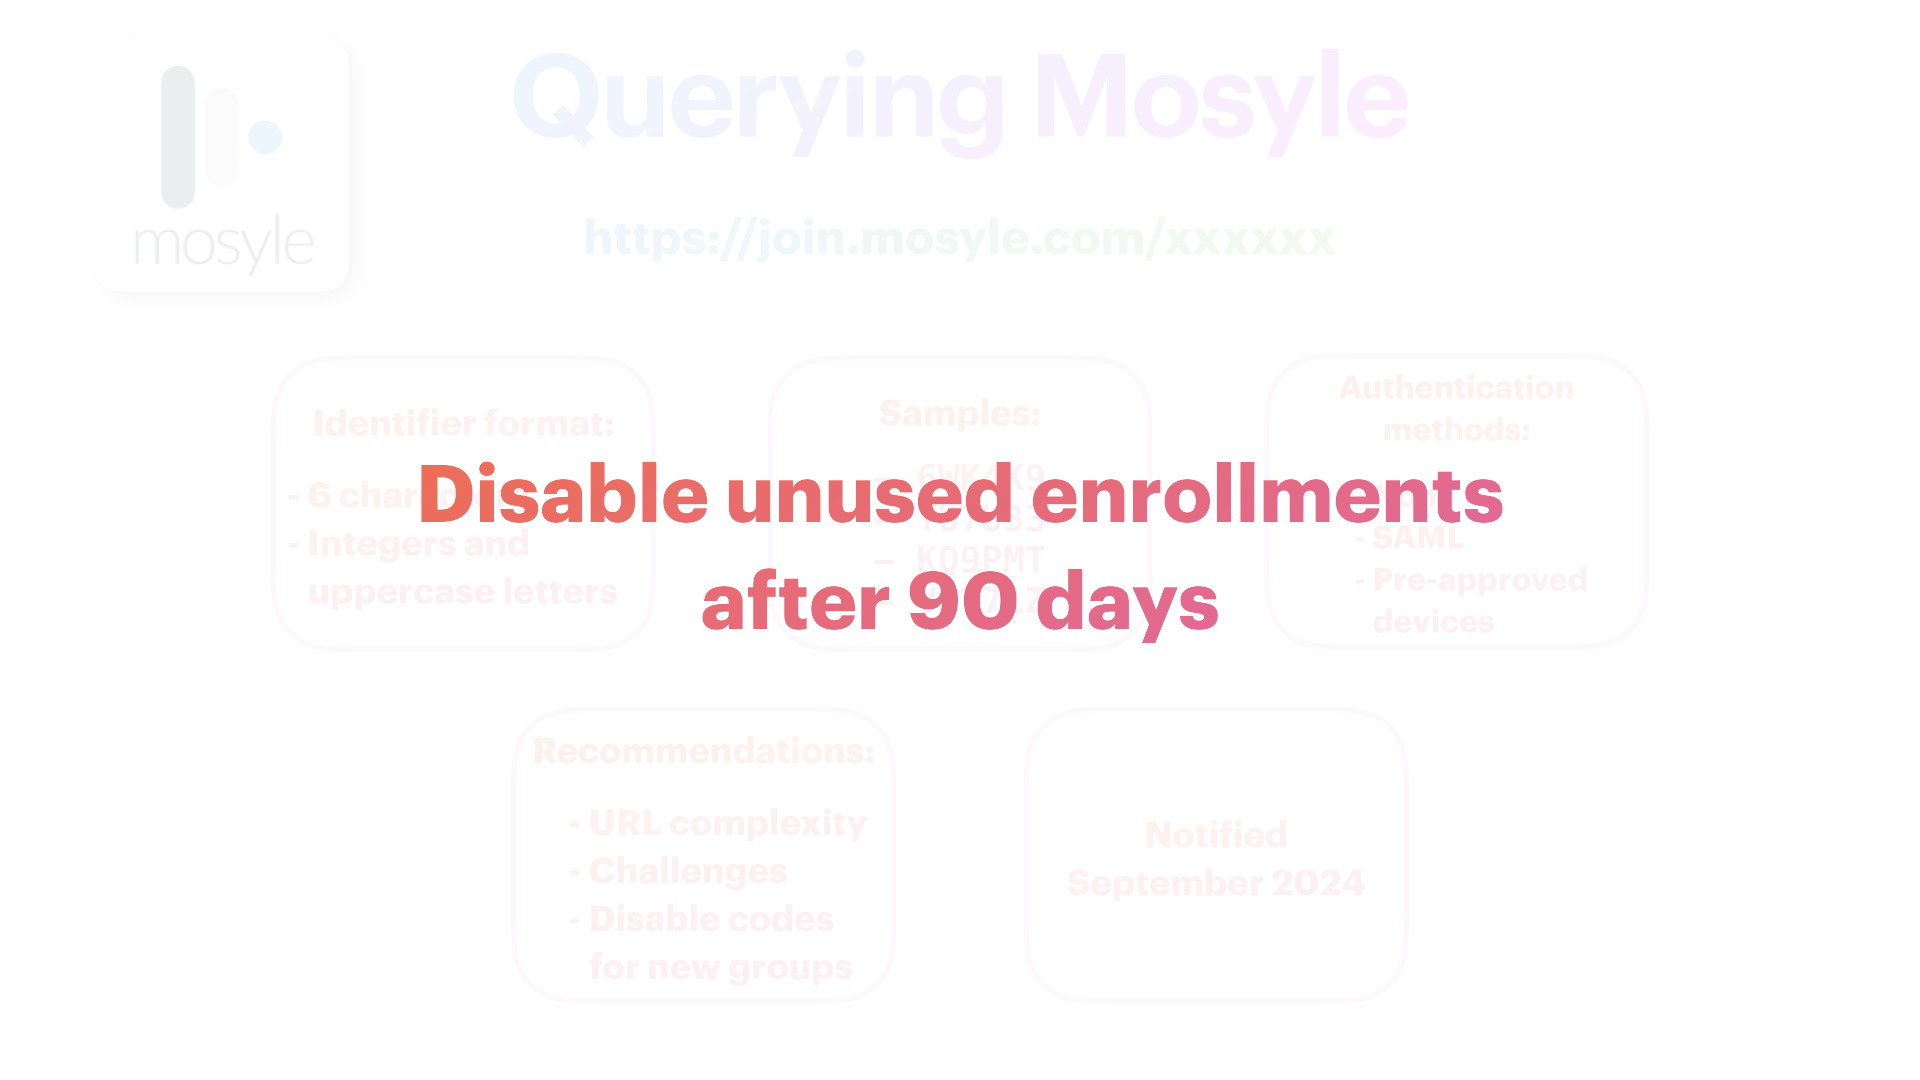 mosyle
Querying Mosyle
https://join.mosyle.com/xxxxxx
Identifier format:
- 6
- Integers and
uppercase letters
Samples:
- KQ9PMT
Authentication
methods:
- SAML
- Pre-approved
devices
Disable unused enrollments
after 90 days
Recommendations:
- URL complexity
- Challenges
- Disable codes
for new groups
Notified
September 2024